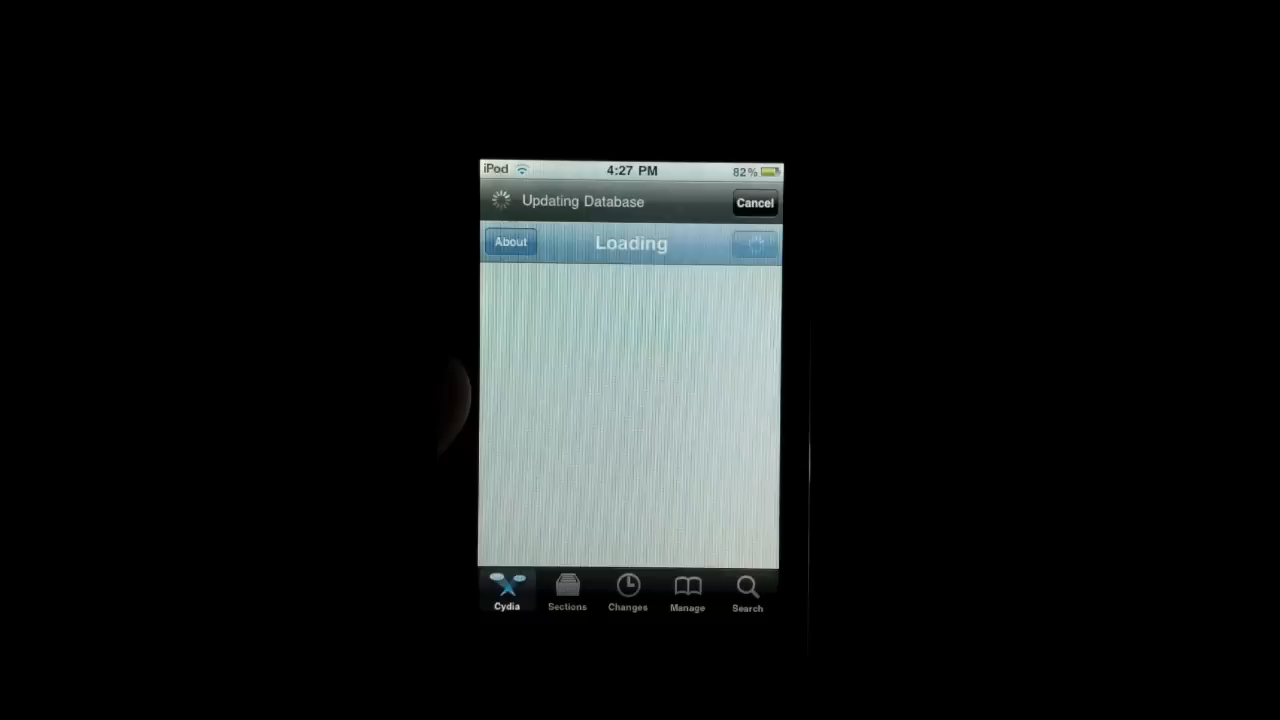 iPod 4:27 PM 82%
Updating Database Cancel
About Loading
Cydia Sections Changes Manage Search